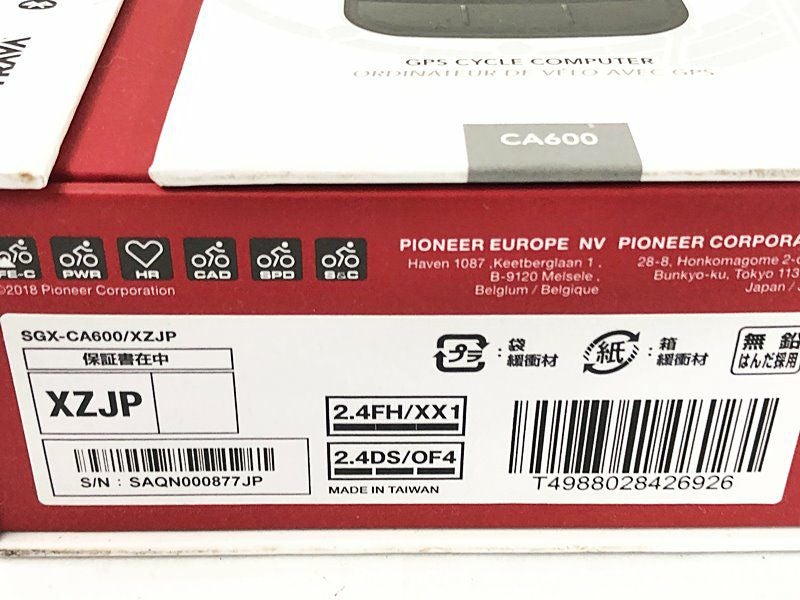 GPS CYCLE COMPUTER
ORDINATEUR DE VÉLO AVEC GPS
CA600
PWR
HR
CAD
SPD
S&C
©2018 Pioneer Corporation
PIONEER EUROPE NV
Haven 1087 ,Keetberglaan 1 ,
B-9120 Melsele ,
Belgium / Belgique
PIONEER
28-8, Honkomagome
Bunkyo-ku, Tokyo
Japan /
SGX-CA600/XZJP
保証書在中
XZJP
S/N : SAQN000877JP
2.4FH/XX1
2.4DS/OF4
MADE IN TAIWAN
プラ : 袋
緩衝材
紙 : 箱
緩衝材
無鉛
はんだ採用
T4988028426926